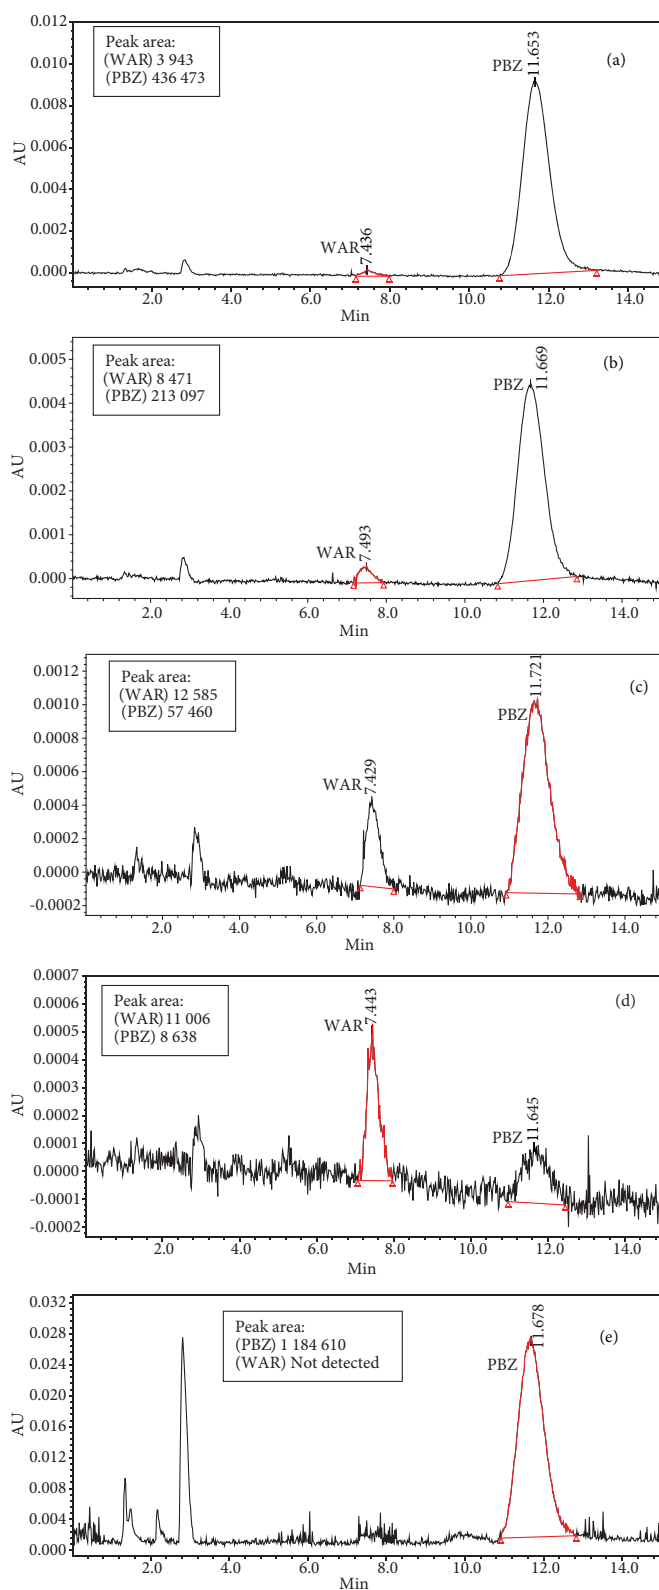 0.012
Peak area:
(WAR) 3 943
(PBZ) 436 473
11.653
PBZ
(a)
0.010
0.008
AU
0.006
0.004
0.002
WAR
7.436
0.000
2.0 4.0 6.0 8.0 10.0 12.0 14.0
Min
0.005
Peak area:
(WAR) 8 471
(PBZ) 213 097
PBZ
11.669
(b)
0.004
0.003
AU
0.002
0.001
WAR
7.493
0.000
2.0 4.0 6.0 8.0 10.0 12.0 14.0
Min
0.0012
Peak area:
(WAR) 12 585
(PBZ) 57 460
11.721
PBZ
(c)
0.0010
0.0008
0.0006
AU
WAR
7.429
0.0004
0.0002
0.0000
-0.0002
2.0 4.0 6.0 8.0 10.0 12.0 14.0
Min
0.0007
Peak area:
(WAR) 11 006
(PBZ) 8 638
WAR
7.443
(d)
0.0006
0.0005
0.0004
0.0003
AU
0.0002
PBZ
11.645
0.0001
0.0000
-0.0001
-0.0002
2.0 4.0 6.0 8.0 10.0 12.0 14.0
Min
0.032
Peak area:
(PBZ) 1 184 610
(WAR) Not detected
11.678
PBZ
(e)
0.028
0.024
0.020
AU
0.016
0.012
0.008
0.004
0.000
2.0 4.0 6.0 8.0 10.0 12.0 14.0
Min